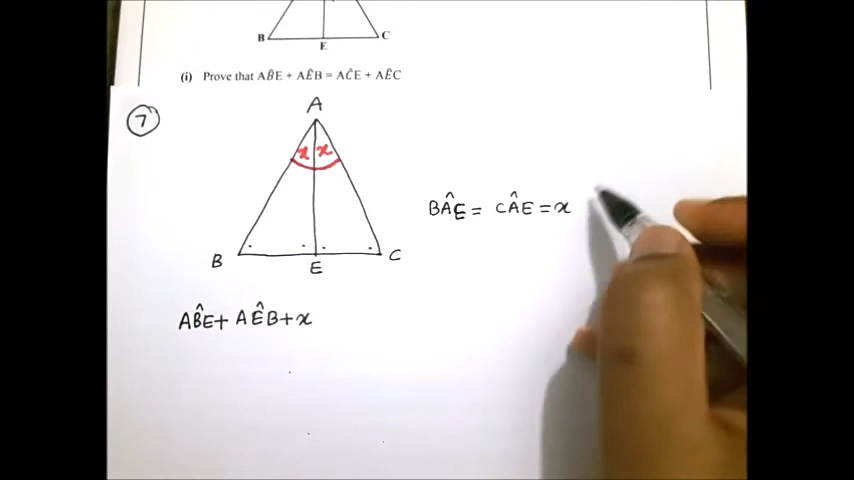 B E C
(i) Prove that AB̂E + AÊB = AĈE + AÊC
7
A
x x
BÂE = CÂE = x
B E C
AB̂E + AÊB + x